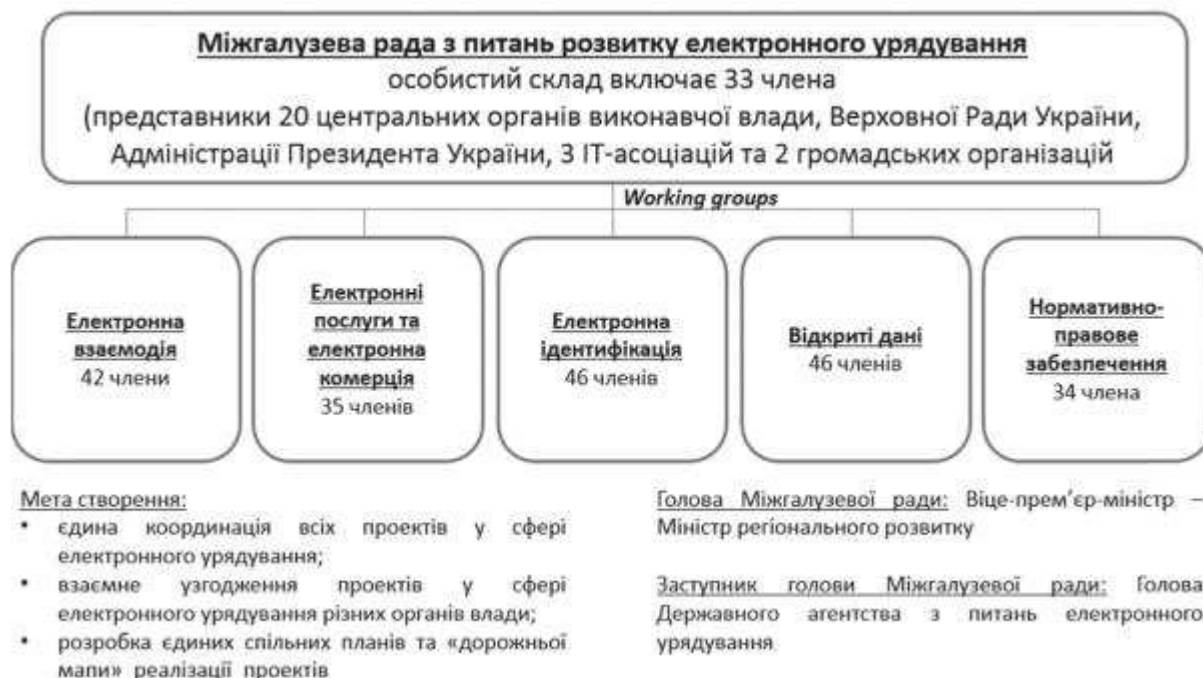 Міжгалузева рада з питань розвитку електронного урядування
особистий склад включає 33 члена
(представники 20 центральних органів виконавчої влади, Верховної Ради України,
Адміністрації Президента України, 3 ІТ-асоціацій та 2 громадських організацій
Working groups
Електронна
взаємодія
42 члени
Електронні
послуги та
електронна
комерція
35 членів
Електронна
ідентифікація
46 членів
Відкриті дані
46 членів
Нормативно-
правове
забезпечення
34 члена
Мета створення:
• єдина координація всіх проектів у сфері
електронного урядування;
• взаємне узгодження проектів у сфері
електронного урядування різних органів влади;
• розробка єдиних спільних планів та «дорожньої
мапи» реалізації проектів
Голова Міжгалузевої ради: Віце-прем’єр-міністр –
Міністр регіонального розвитку
Заступник голови Міжгалузевої ради: Голова
Державного агентства з питань електронного
урядування